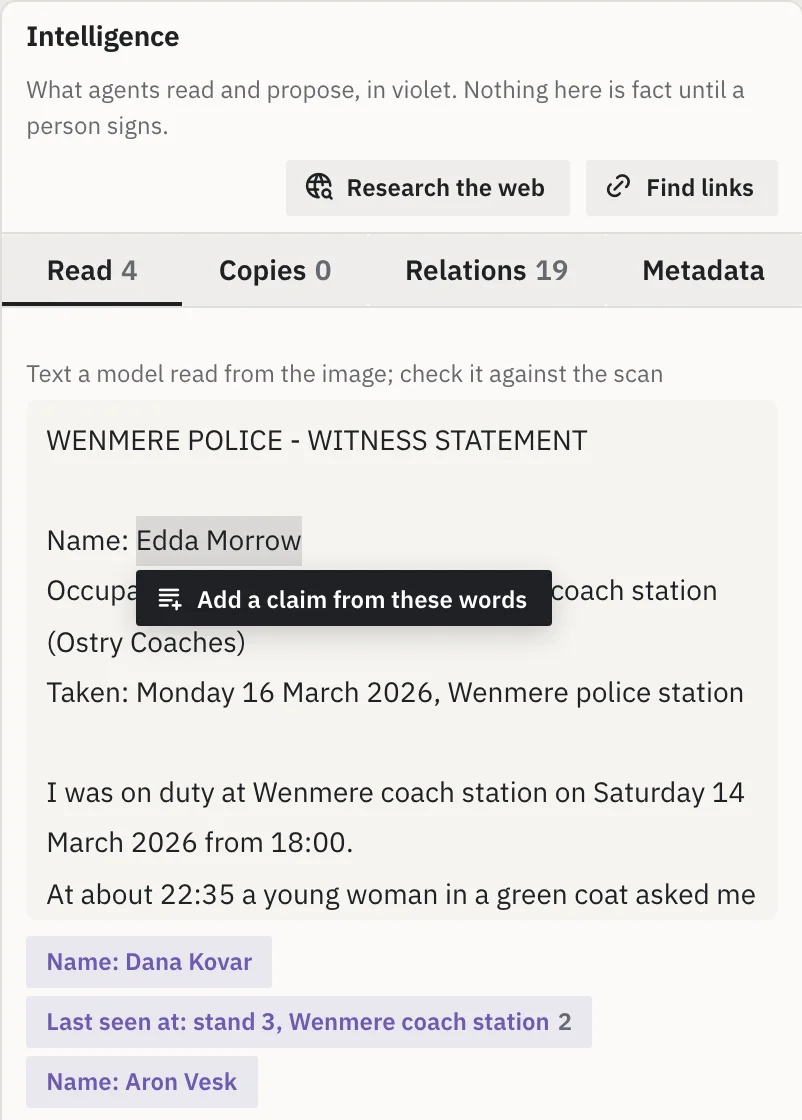 Intelligence
What agents read and propose, in violet. Nothing here is fact until a
person signs.
Research the web
Find links
Read 4
Copies 0
Relations 19
Metadata
Text a model read from the image; check it against the scan
WENMERE POLICE - WITNESS STATEMENT
Name: Edda Morrow
Add a claim from these words
coach station
(Ostry Coaches)
Taken: Monday 16 March 2026, Wenmere police station
I was on duty at Wenmere coach station on Saturday 14
March 2026 from 18:00.
At about 22:35 a young woman in a green coat asked me
Name: Dana Kovar
Last seen at: stand 3, Wenmere coach station 2
Name: Aron Vesk